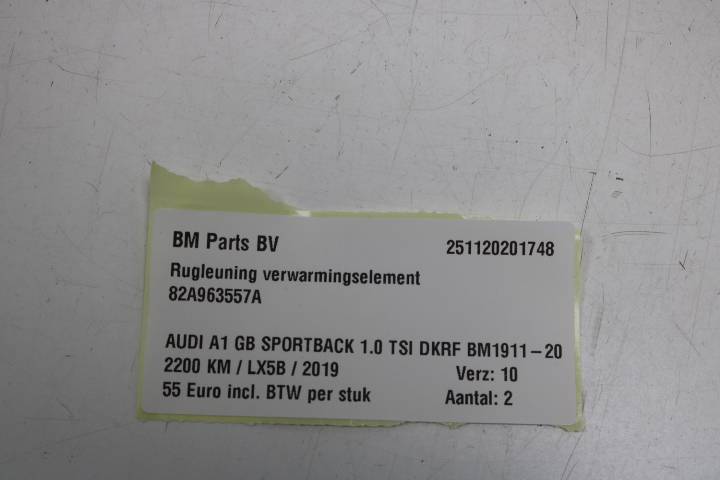 BM Parts BV 251120201748
Rugleuning verwarmingselement
82A963557A
AUDI A1 GB SPORTBACK 1.0 TSI DKRF BM1911-20
2200 KM / LX5B / 2019 Verz: 10
55 Euro incl. BTW per stuk Aantal: 2